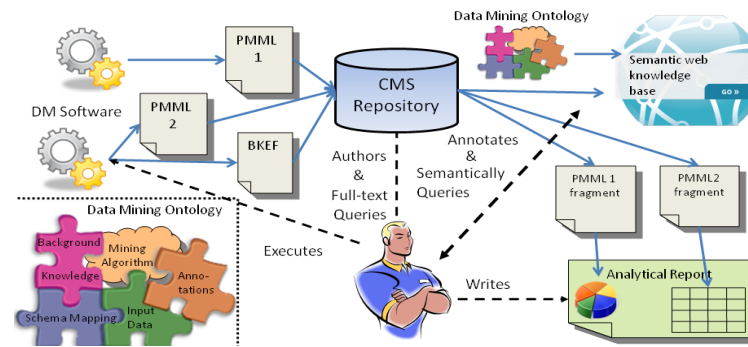 Data Mining Ontology
PMML
1
CMS
Repository
Semantic web
knowledge
base
GO »
DM Software
PMML
2
BKEF
Authors
&
Full-text
Queries
Annotates
&
Semantically
Queries
PMML 1
fragment
PMML2
fragment
Data Mining Ontology
Background
Knowledge
Mining
Algorithm
Anno-
tations
Schema Mapping
Input
Data
Executes
Writes
Analytical Report